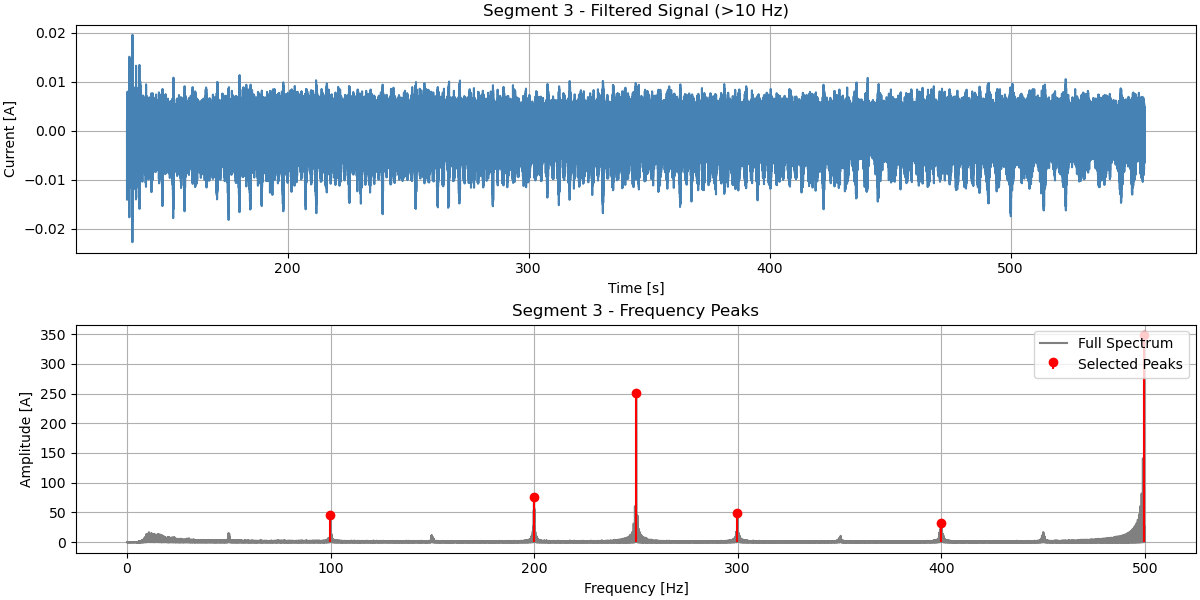 Segment 3 - Filtered Signal (>10 Hz)
0.02
0.01
0.00
−0.01
−0.02
Current [A]
200
300
400
500
Time [s]
Segment 3 - Frequency Peaks
350
300
250
200
150
100
50
0
Amplitude [A]
Full Spectrum
Selected Peaks
0
100
200
300
400
500
Frequency [Hz]